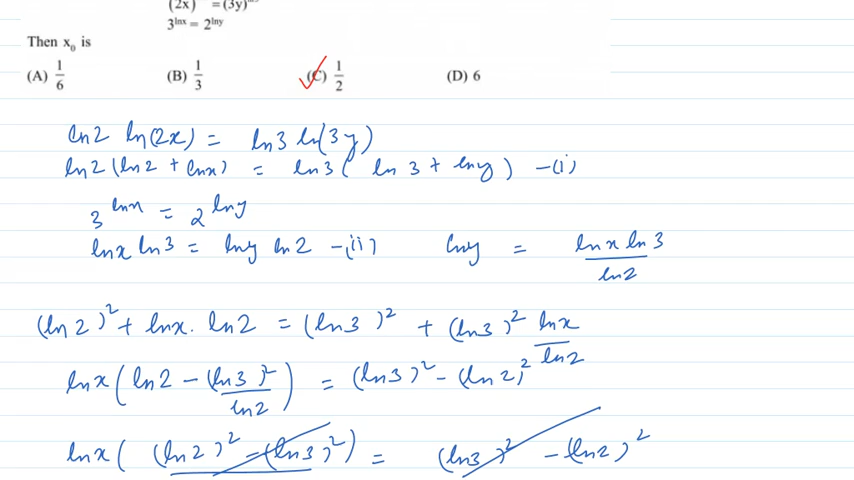 (2x) = (3y)
3^lnx = 2^lny
Then x₀ is
(A) 1/6 (B) 1/3 (C) 1/2 (D) 6
ln2 ln(2x) = ln3 ln(3y)
ln2 (ln2 + lnx) = ln3 ( ln 3 + lny ) –(i)
3^lnx = 2^lny
lnx ln3 = lny ln2 –(ii) lny = lnx ln3 / ln2
(ln2)² + lnx. ln2 = (ln3)² + (ln3)² lnx / ln2
lnx ( ln2 – (ln3)² / ln2 ) = (ln3)² – (ln2)²
lnx ( (ln2)² – (ln3)² ) = (ln3)² – (ln2)²